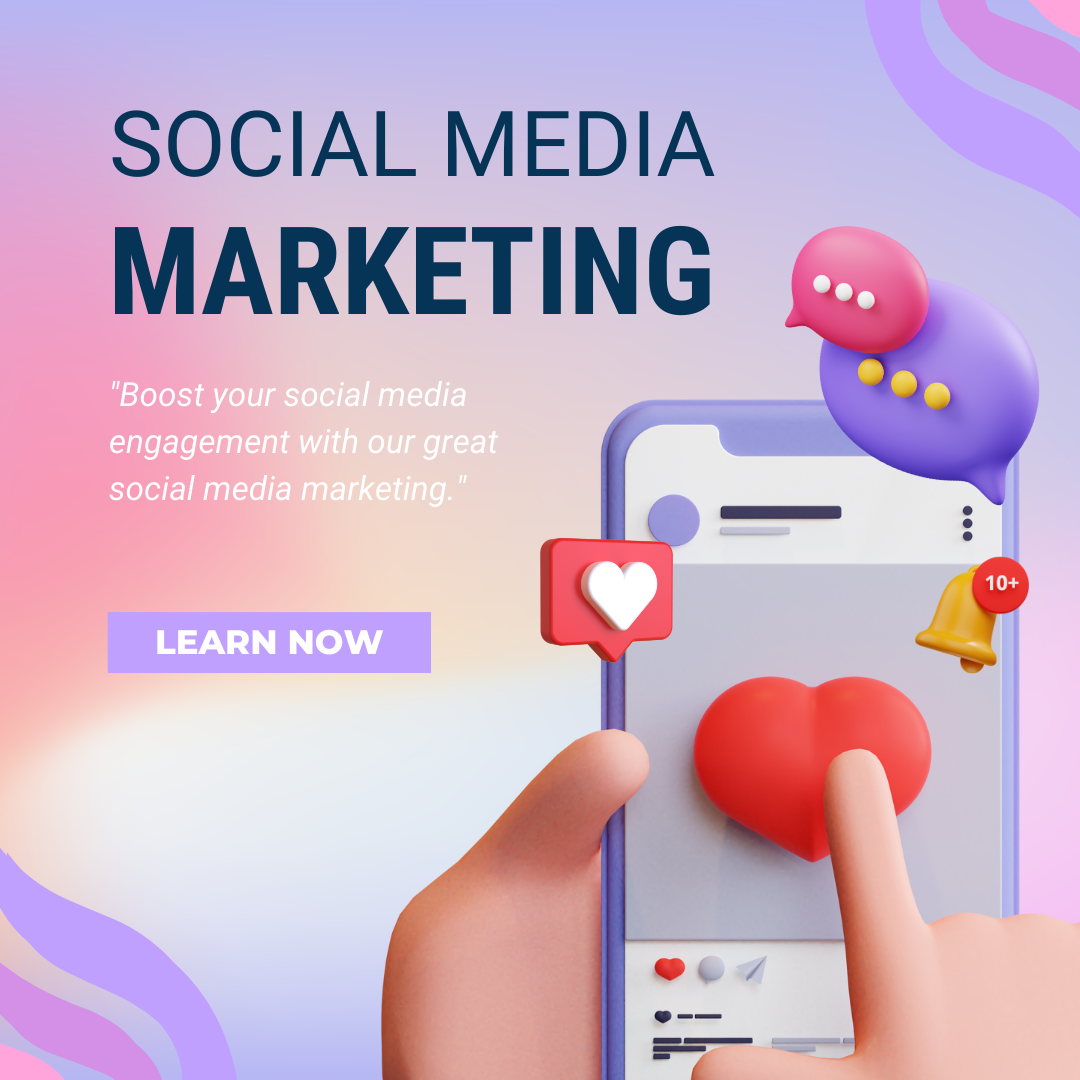 SOCIAL MEDIA
MARKETING
"Boost your social media
engagement with our great
social media marketing."
10+
LEARN NOW